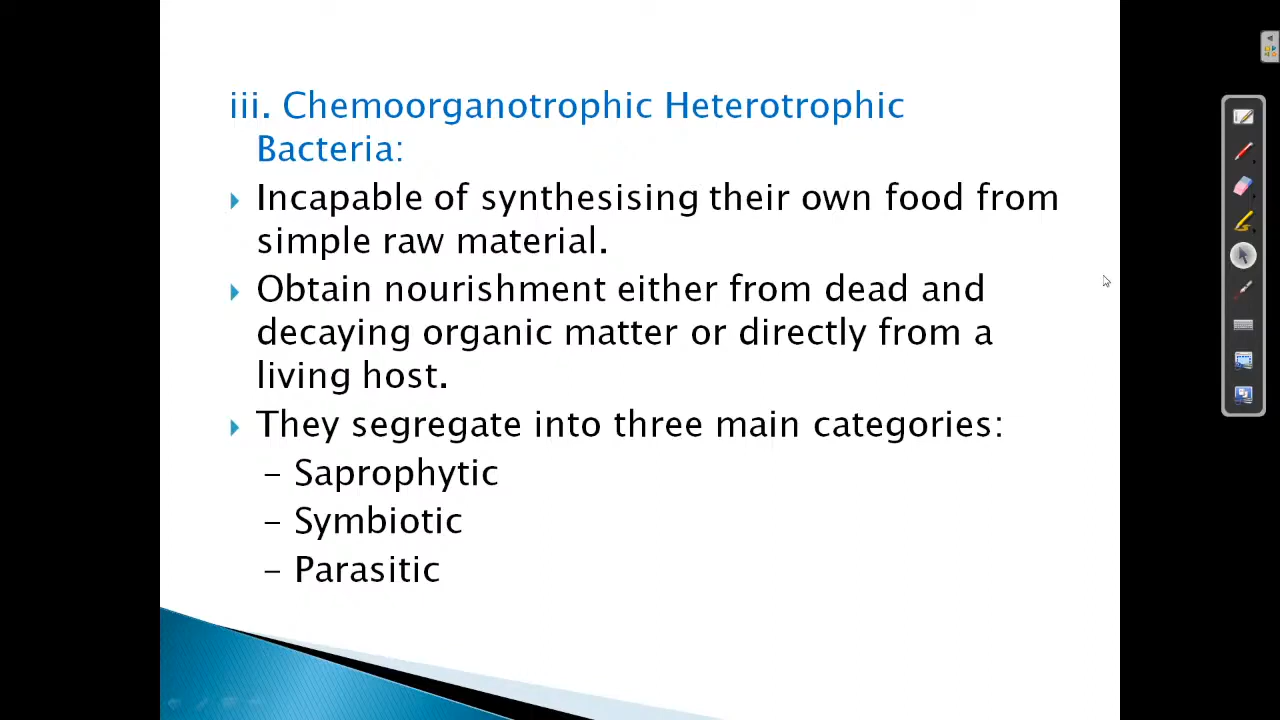 iii. Chemoorganotrophic Heterotrophic
Bacteria:
Incapable of synthesising their own food from
simple raw material.
Obtain nourishment either from dead and
decaying organic matter or directly from a
living host.
They segregate into three main categories:
– Saprophytic
– Symbiotic
– Parasitic